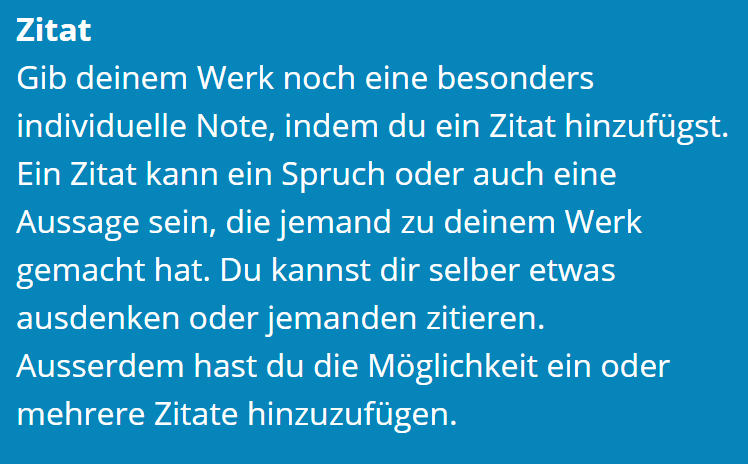 Zitat
Gib deinem Werk noch eine besonders
individuelle Note, indem du ein Zitat hinzufügst.
Ein Zitat kann ein Spruch oder auch eine
Aussage sein, die jemand zu deinem Werk
gemacht hat. Du kannst dir selber etwas
ausdenken oder jemanden zitieren.
Ausserdem hast du die Möglichkeit ein oder
mehrere Zitate hinzuzufügen.